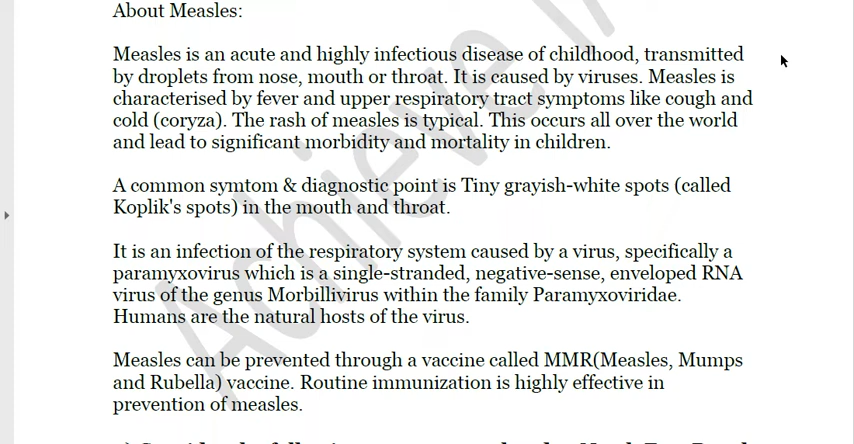 About Measles:
Measles is an acute and highly infectious disease of childhood, transmitted
by droplets from nose, mouth or throat. It is caused by viruses. Measles is
characterised by fever and upper respiratory tract symptoms like cough and
cold (coryza). The rash of measles is typical. This occurs all over the world
and lead to significant morbidity and mortality in children.
A common symtom & diagnostic point is Tiny grayish-white spots (called
Koplik's spots) in the mouth and throat.
It is an infection of the respiratory system caused by a virus, specifically a
paramyxovirus which is a single-stranded, negative-sense, enveloped RNA
virus of the genus Morbillivirus within the family Paramyxoviridae.
Humans are the natural hosts of the virus.
Measles can be prevented through a vaccine called MMR(Measles, Mumps
and Rubella) vaccine. Routine immunization is highly effective in
prevention of measles.
Achieve